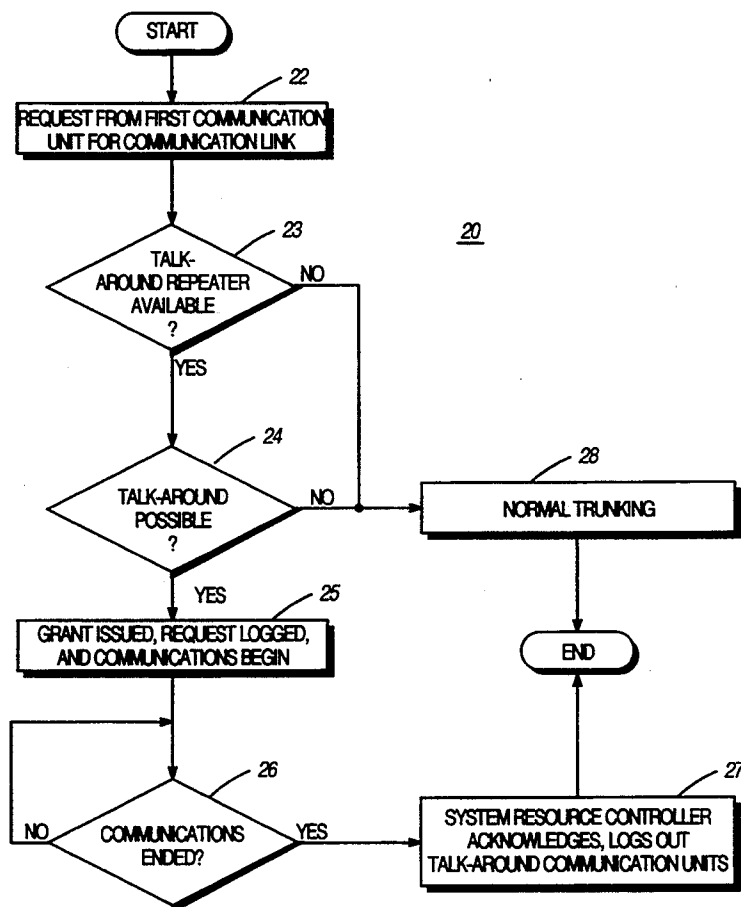 START
22
REQUEST FROM FIRST COMMUNICATION
UNIT FOR COMMUNICATION LINK
23
20
TALK-
AROUND REPEATER
AVAILABLE
?
NO
YES
24
28
TALK-AROUND
POSSIBLE
?
NO
NORMAL TRUNKING
YES
25
GRANT ISSUED, REQUEST LOGGED,
AND COMMUNICATIONS BEGIN
END
26
27
NO
COMMUNICATIONS
ENDED?
YES
SYSTEM RESOURCE CONTROLLER
ACKNOWLEDGES, LOGS OUT
TALK-AROUND COMMUNICATION UNITS